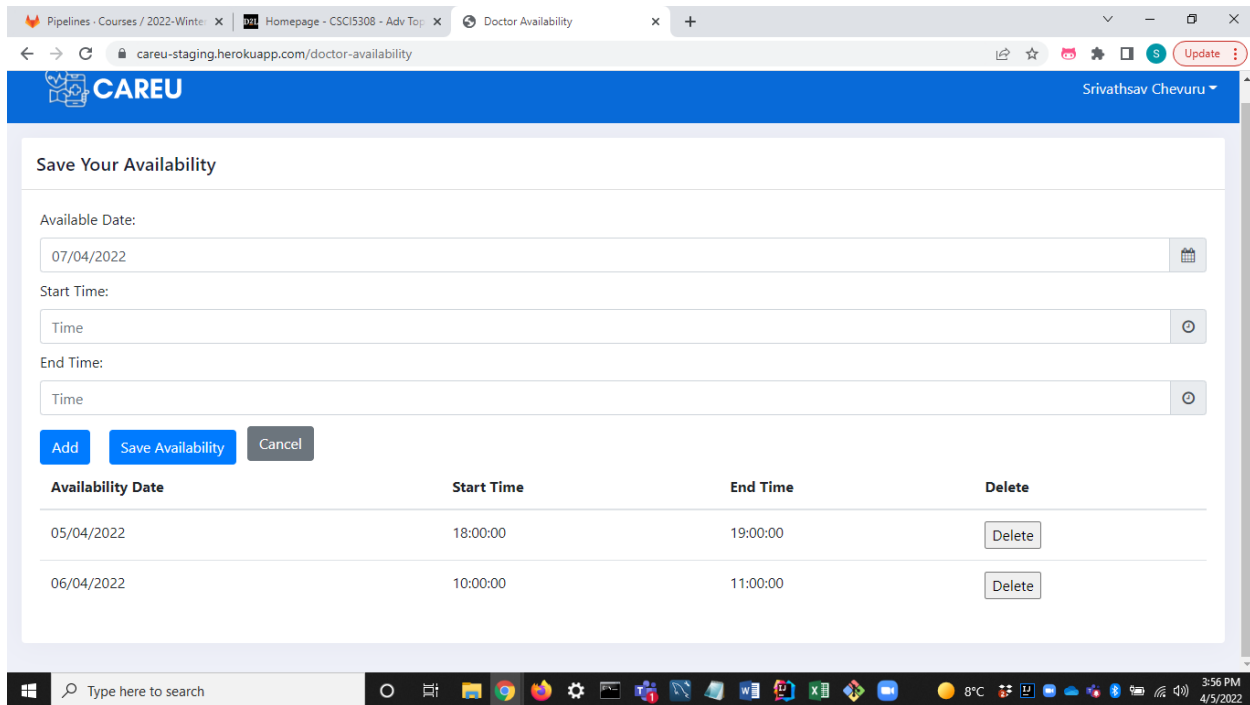 Pipelines · Courses / 2022-Winter
DZL Homepage - CSCI5308 - Adv Top
Doctor Availability
careu-staging.herokuapp.com/doctor-availability
S
Update
CAREU
Srivathsav Chevuru
Save Your Availability
Available Date:
07/04/2022
Start Time:
Time
End Time:
Time
Add Save Availability Cancel
Availability Date Start Time End Time Delete
05/04/2022 18:00:00 19:00:00 Delete
06/04/2022 10:00:00 11:00:00 Delete
Type here to search
8°C
3:56 PM
4/5/2022